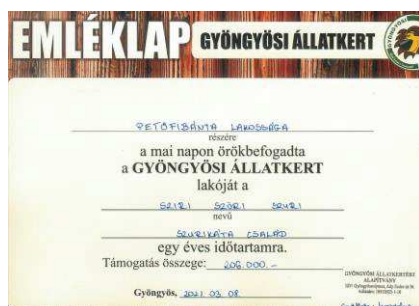 EMLÉKLAP GYÖNGYÖSI ÁLLATKERT
PETŐFIBÁNYA LAKOSSÁGA
részére
a mai napon örökbefogadta
a GYÖNGYÖSI ÁLLATKERT
lakóját a
SZIRI SZÖRI SZURI
nevű
SZURIKÁTA CSALÁD
egy éves időtartamra.
Támogatás összege: 206.000.-
GYÖNGYÖSI ÁLLATKERTÉRT
ALAPÍTVÁNY
Gyöngyös, 2021. 03. 08.